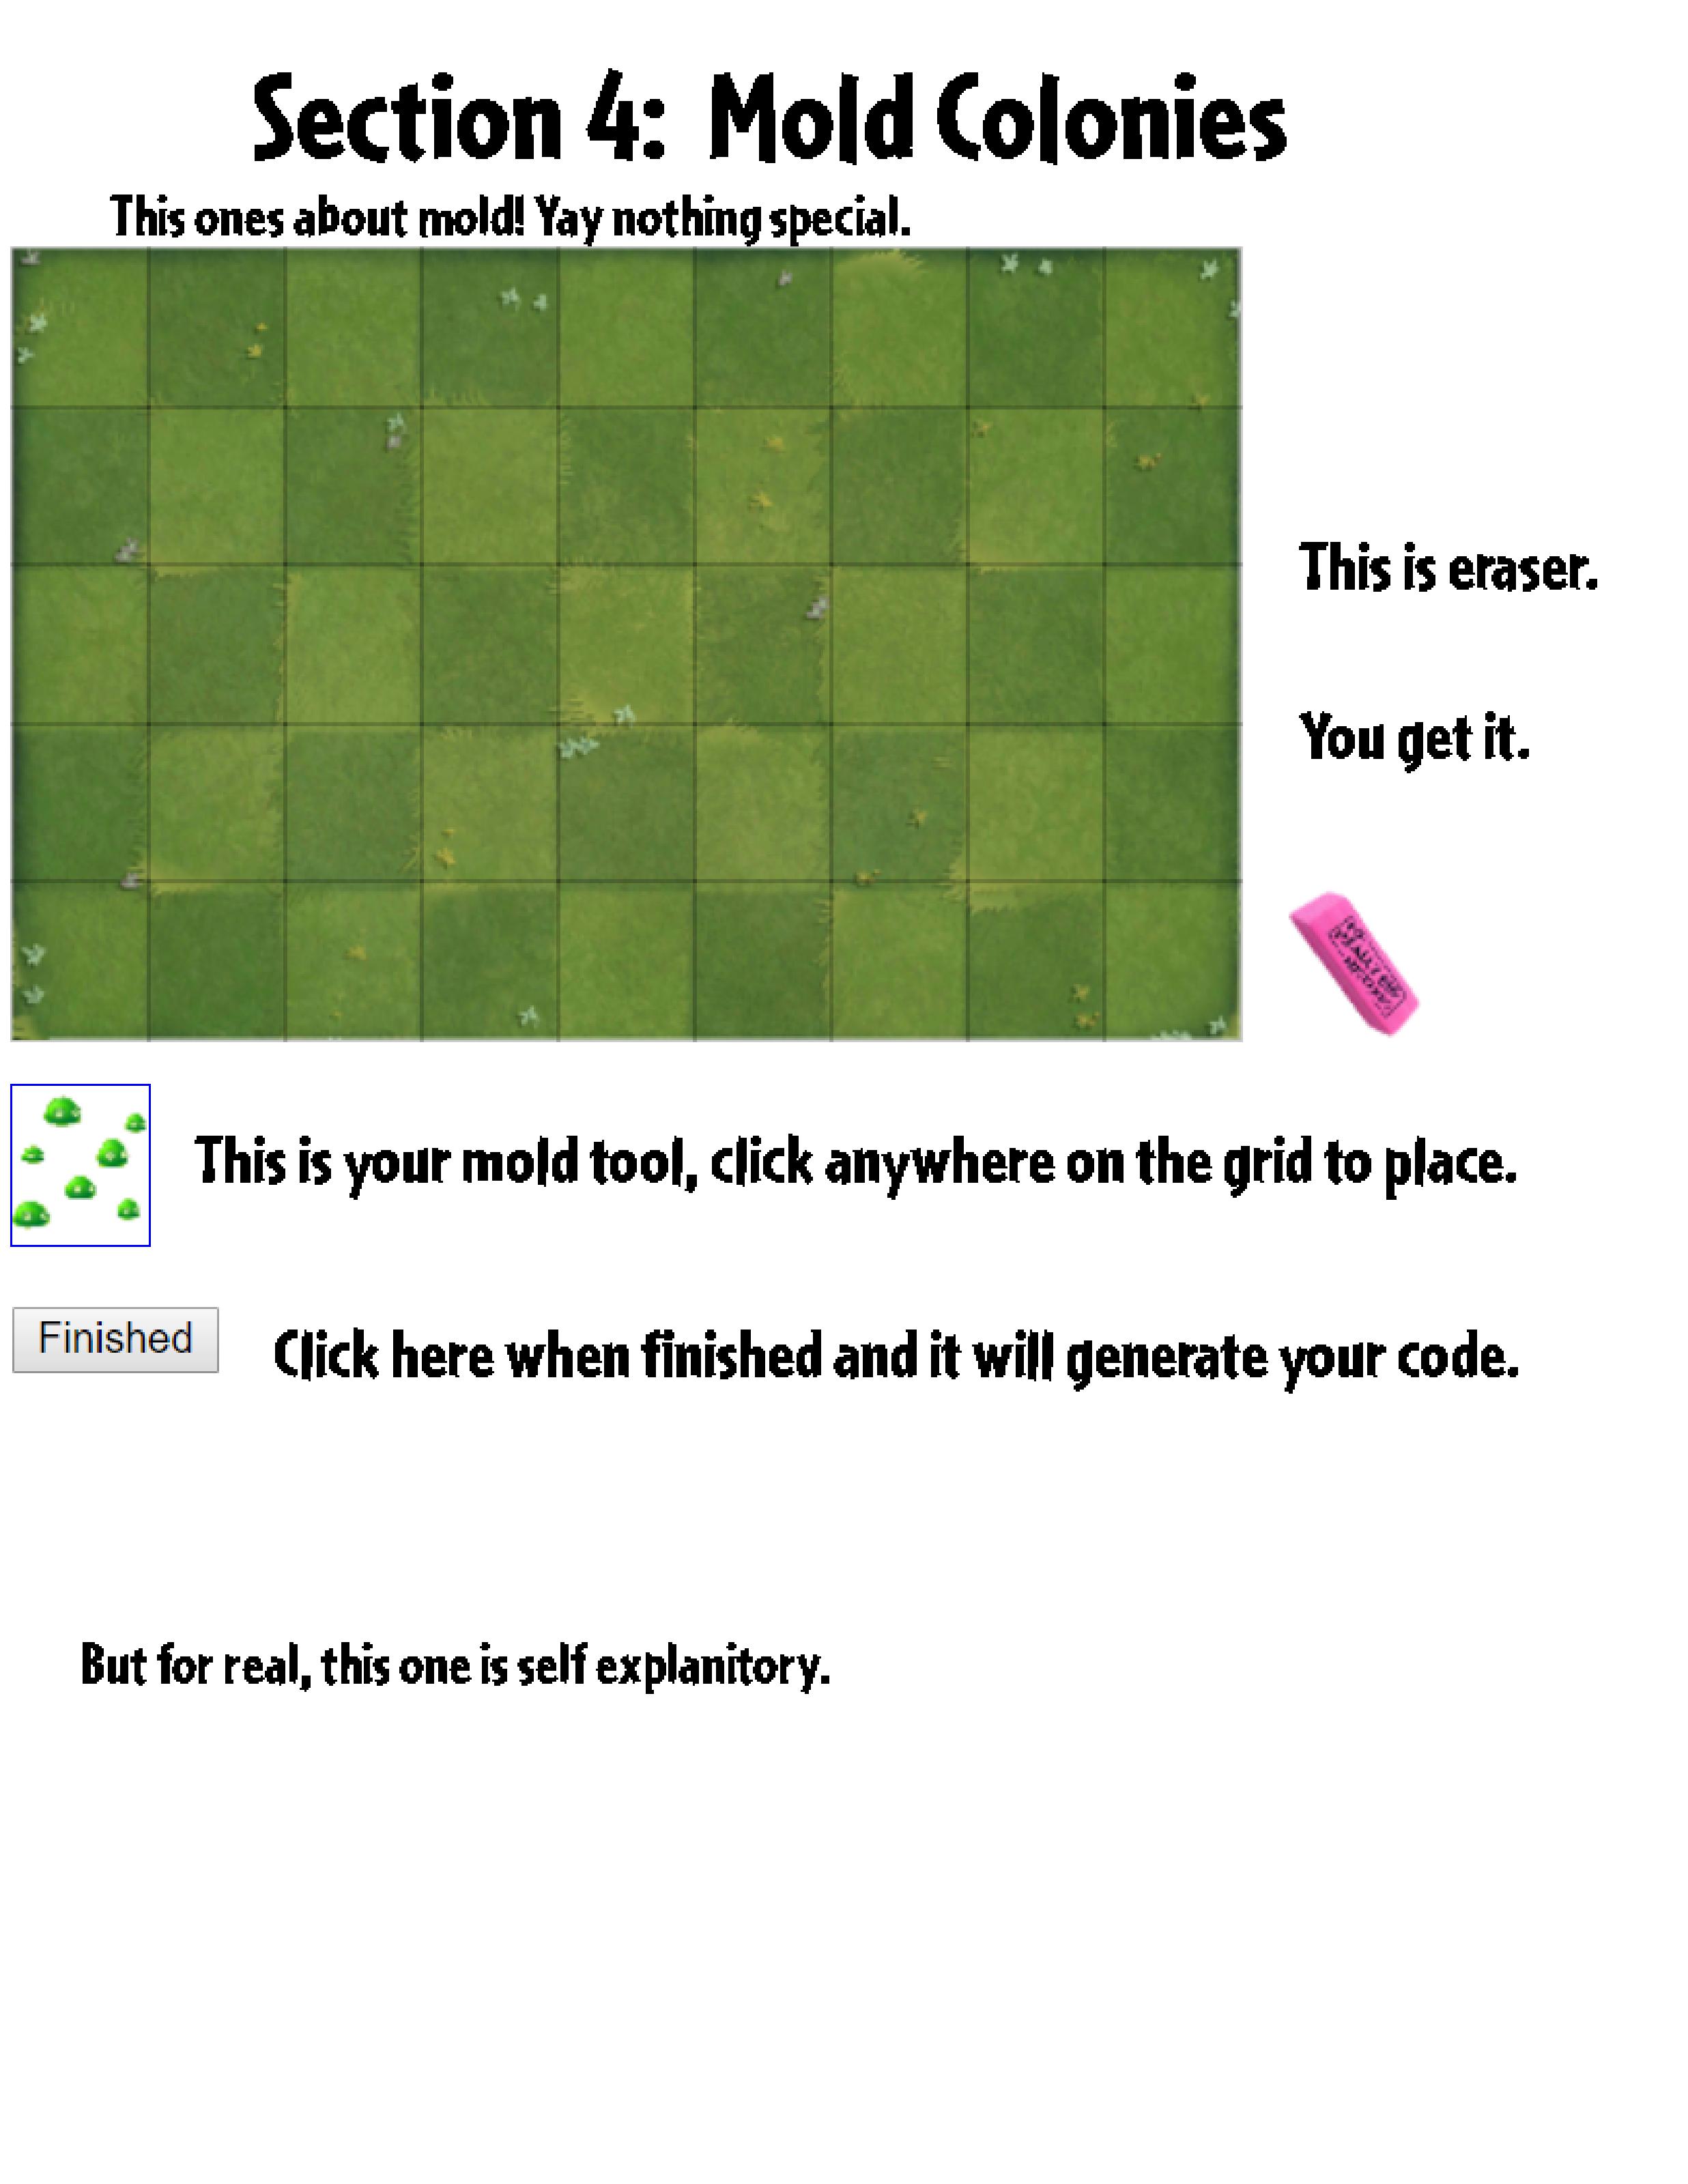 Section 4: Mold Colonies
This ones about mold! Yay nothing special.
This is eraser.
You get it.
This is your mold tool, click anywhere on the grid to place.
Finished
Click here when finished and it will generate your code.
But for real, this one is self explanitory.